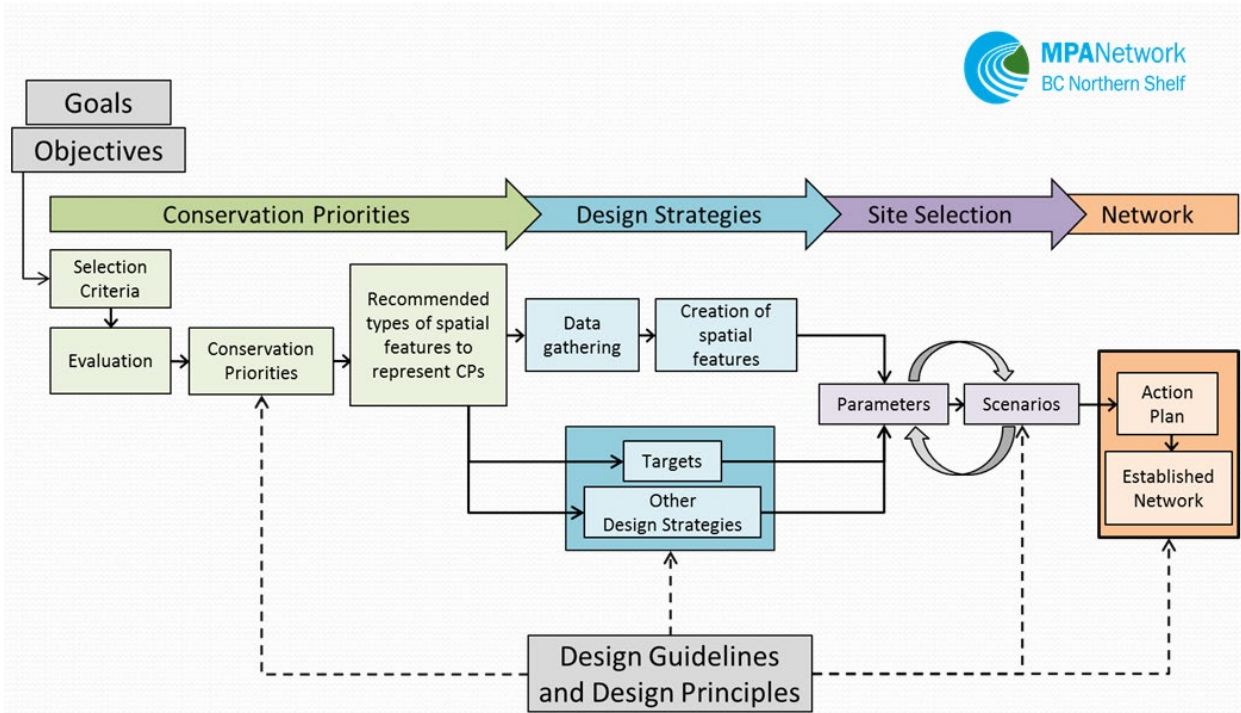 MPANetwork
BC Northern Shelf
Goals
Objectives
Conservation Priorities
Design Strategies
Site Selection
Network
Selection
Criteria
Evaluation
Conservation
Priorities
Recommended
types of spatial
features to
represent CPs
Data
gathering
Creation of
spatial
features
Targets
Other
Design Strategies
Parameters
Scenarios
Action
Plan
Established
Network
Design Guidelines
and Design Principles